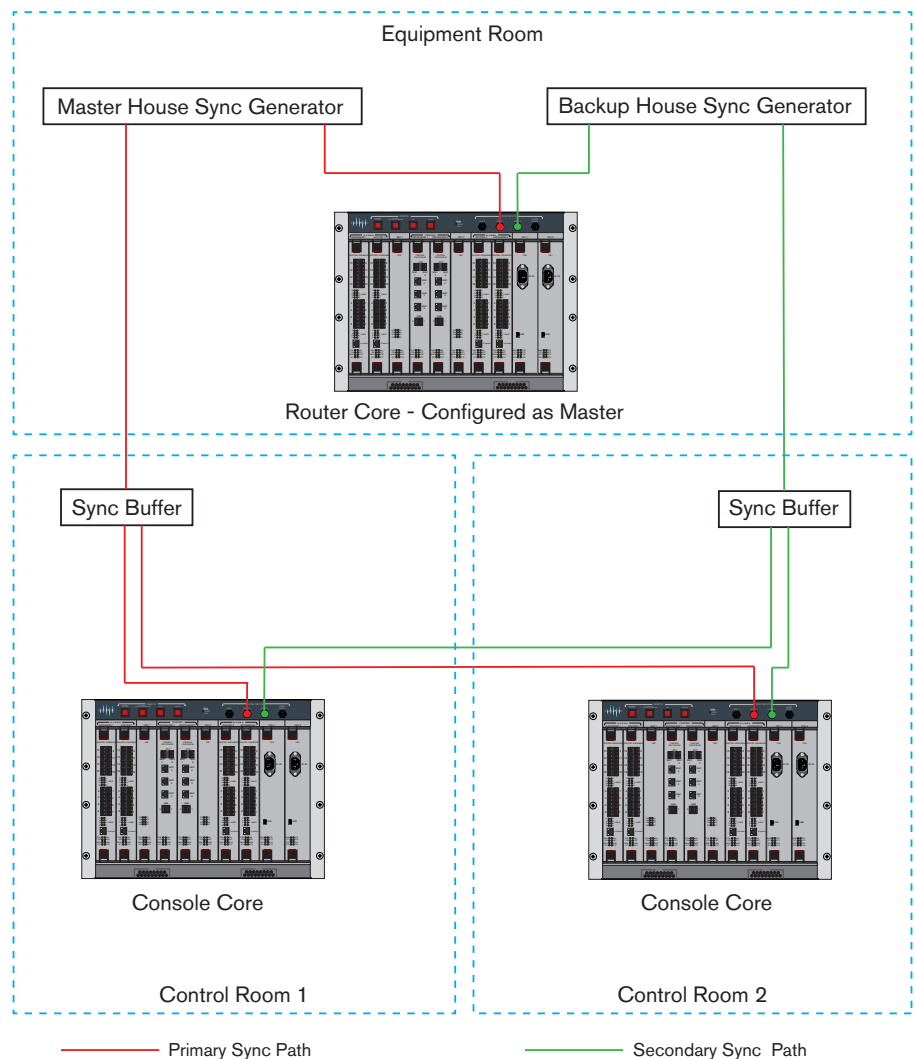 Equipment Room
Master House Sync Generator
Backup House Sync Generator
Router Core - Configured as Master
Sync Buffer
Sync Buffer
Console Core
Console Core
Control Room 1
Control Room 2
Primary Sync Path
Secondary Sync Path